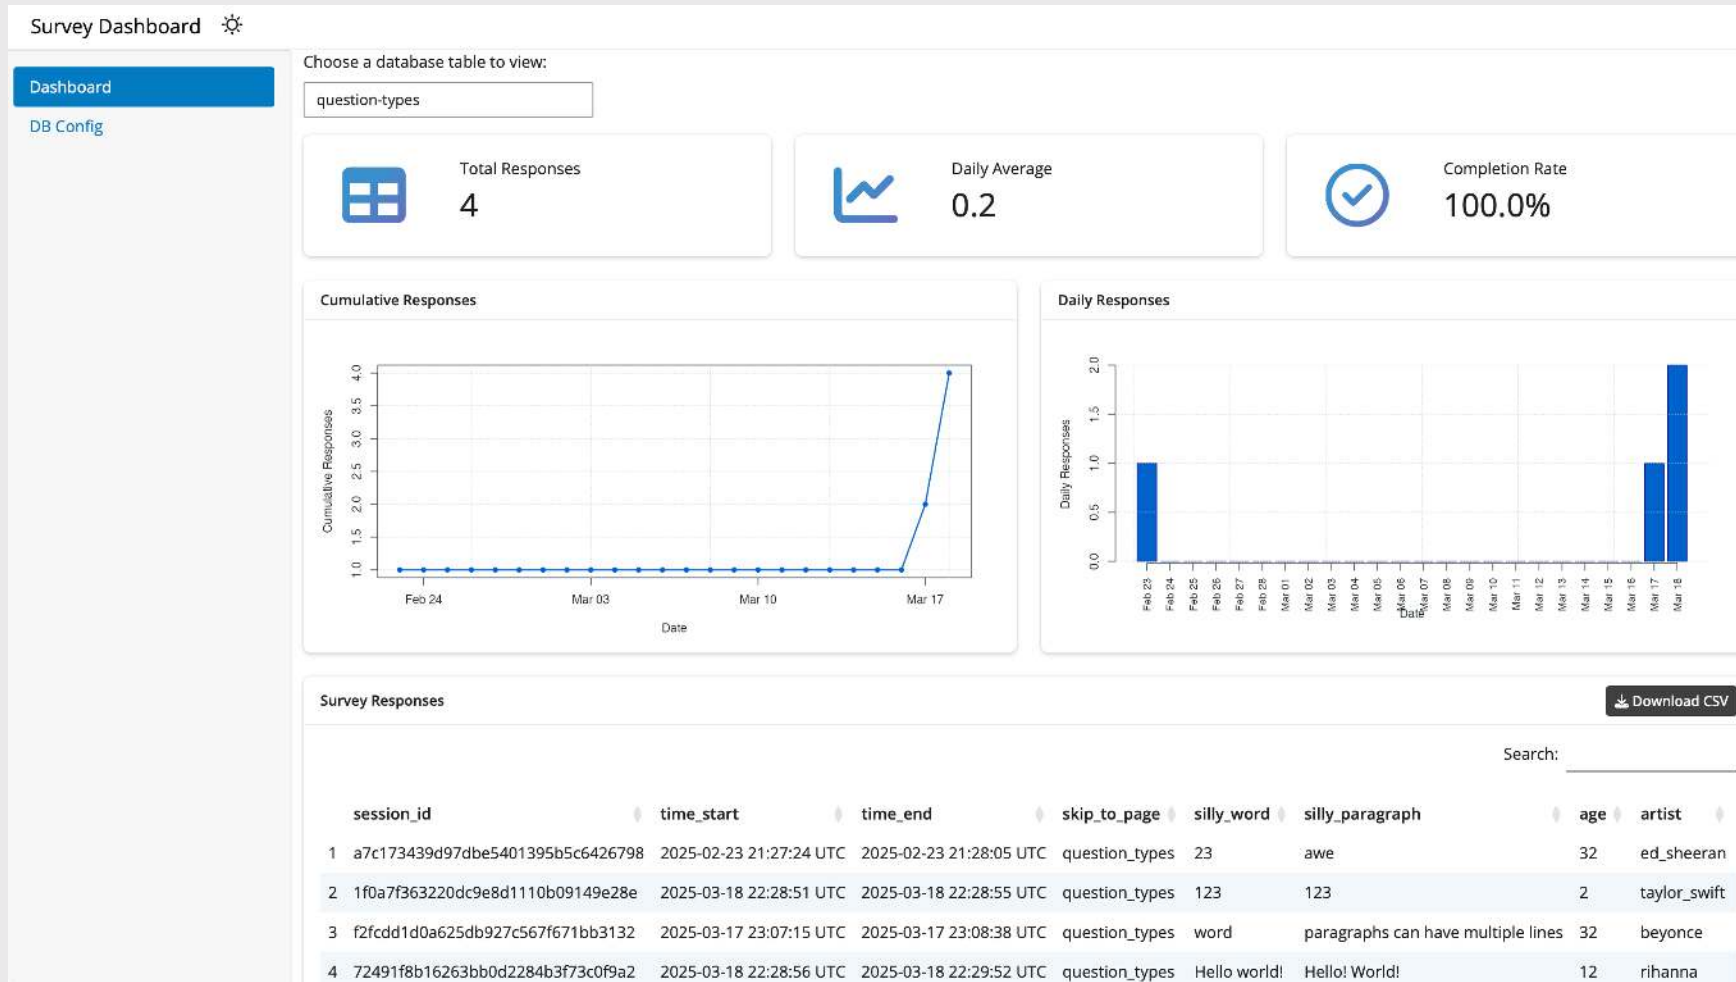 Survey Dashboard
Dashboard
DB Config
Choose a database table to view:
question-types
Total Responses
4
Daily Average
0.2
Completion Rate
100.0%
Cumulative Responses
Cumulative Responses
4.0
3.5
3.0
2.5
2.0
1.5
1.0
Feb 24 Mar 03 Mar 10 Mar 17
Date
Daily Responses
Daily Responses
2.0
1.5
1.0
0.5
0.0
Feb 23 Feb 24 Feb 25 Feb 26 Feb 27 Feb 28 Mar 01 Mar 02 Mar 03 Mar 04 Mar 05 Mar 06 Mar 07 Mar 08 Mar 09 Mar 10 Mar 11 Mar 12 Mar 13 Mar 14 Mar 15 Mar 16 Mar 17 Mar 18
Date
Survey Responses
Download CSV
Search:
session_id time_start time_end skip_to_page silly_word silly_paragraph age artist
1 a7c173439d97dbe5401395b5c6426798 2025-02-23 21:27:24 UTC 2025-02-23 21:28:05 UTC question_types 23 awe 32 ed_sheeran
2 1f0a7f363220dc9e8d1110b09149e28e 2025-03-18 22:28:51 UTC 2025-03-18 22:28:55 UTC question_types 123 123 2 taylor_swift
3 f2fcdd1d0a625db927c567f671bb3132 2025-03-17 23:07:15 UTC 2025-03-17 23:08:38 UTC question_types word paragraphs can have multiple lines 32 beyonce
4 72491f8b16263bb0d2284b3f73c0f9a2 2025-03-18 22:28:56 UTC 2025-03-18 22:29:52 UTC question_types Hello world! Hello! World! 12 rihanna